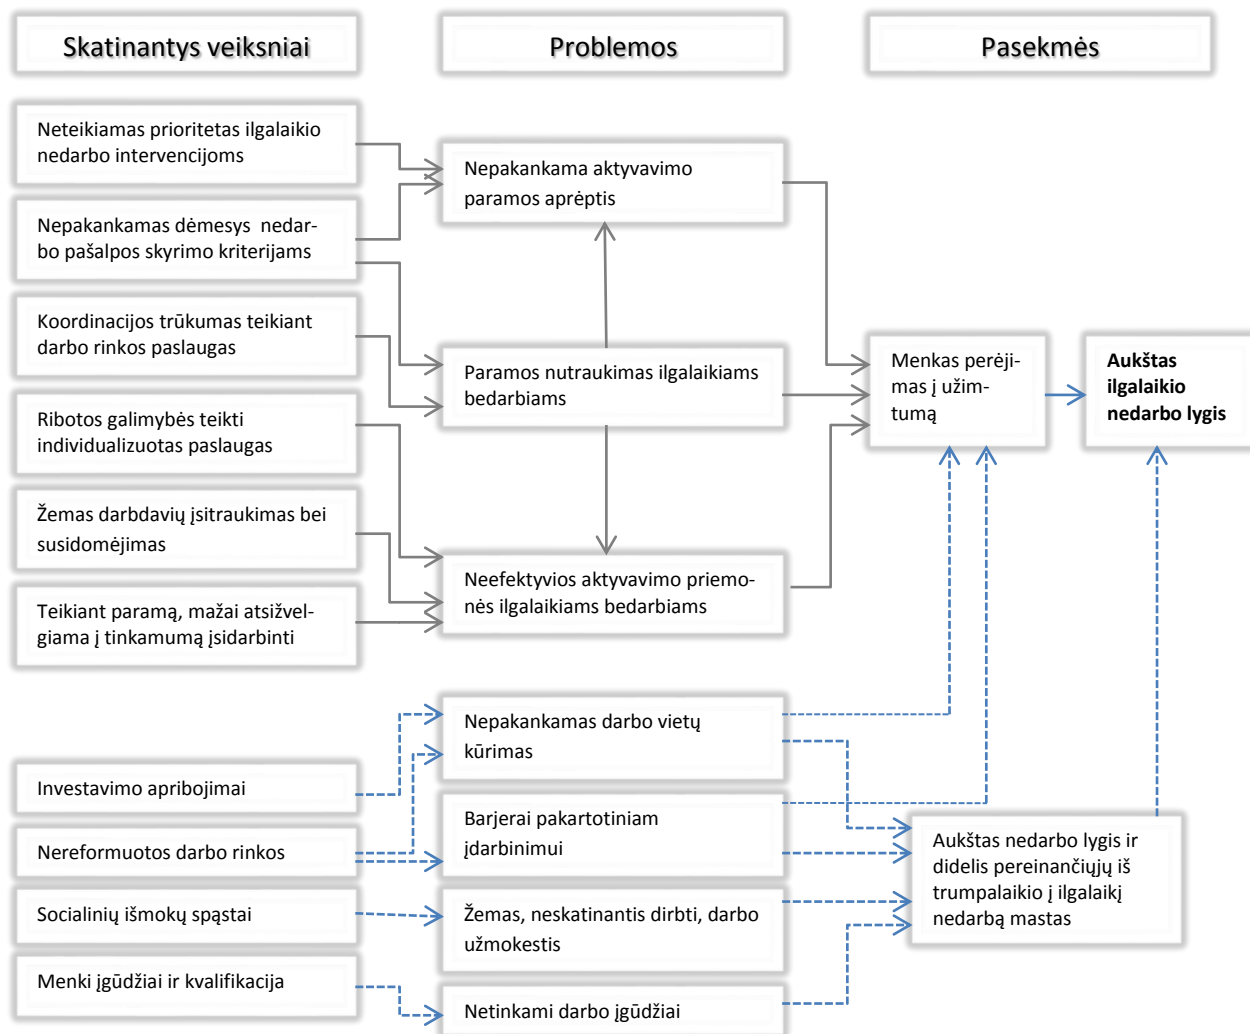 Skatinantys veiksniai
Problemos
Pasekmės
Neteikiamas prioritetas ilgalaikio
nedarbo intervencijoms
Nepakankamas dėmesys nedar-
bo pašalpos skyrimo kriterijams
Koordinacijos trūkumas teikiant
darbo rinkos paslaugas
Ribotos galimybės teikti
individualizuotas paslaugas
Žemas darbdavių įsitraukimas bei
susidomėjimas
Teikiant paramą, mažai atsižvel-
giama į tinkamumą įsidarbinti
Investavimo apribojimai
Nereformuotos darbo rinkos
Socialinių išmokų spąstai
Menki įgūdžiai ir kvalifikacija
Nepakankama aktyvavimo
paramos aprėptis
Paramos nutraukimas ilgalaikiams
bedarbiams
Neefektyvios aktyvavimo priemo-
nės ilgalaikiams bedarbiams
Nepakankamas darbo vietų
kūrimas
Barjerai pakartotiniam
įdarbinimui
Žemas, neskatinantis dirbti, darbo
užmokestis
Netinkami darbo įgūdžiai
Menkas perėji-
mas į užim-
tumą
Aukštas
ilgalaikio
nedarbo lygis
Aukštas nedarbo lygis ir
didelis pereinančiųjų iš
trumpalaikio į ilgalaikį
nedarbą mastas